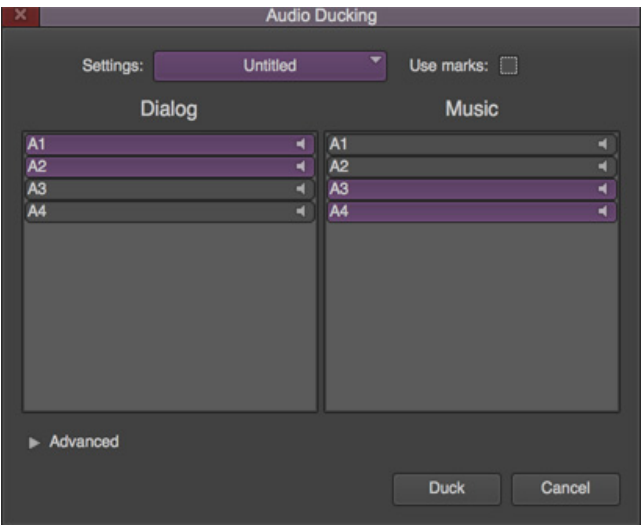 Audio Ducking
Settings: Untitled Use marks:
Dialog
A1
A2
A3
A4
Music
A1
A2
A3
A4
Advanced
Duck Cancel